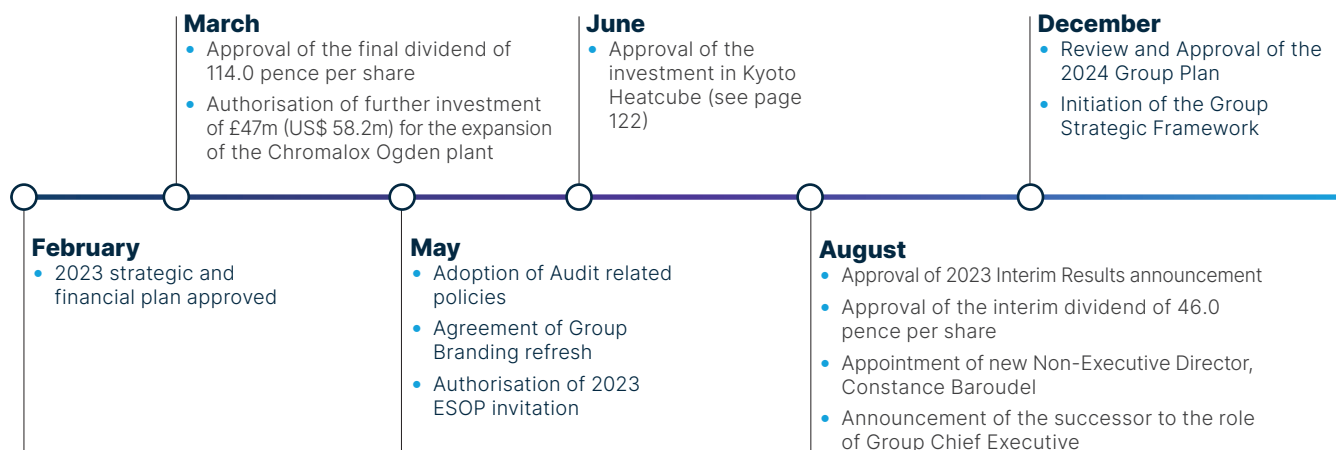 March
• Approval of the final dividend of
114.0 pence per share
• Authorisation of further investment
of £47m (US$ 58.2m) for the expansion
of the Chromalox Ogden plant
June
• Approval of the
investment in Kyoto
Heatcube (see page
122)
December
• Review and Approval of the
2024 Group Plan
• Initiation of the Group
Strategic Framework
February
• 2023 strategic and
financial plan approved
May
• Adoption of Audit related
policies
• Agreement of Group
Branding refresh
• Authorisation of 2023
ESOP invitation
August
• Approval of 2023 Interim Results announcement
• Approval of the interim dividend of 46.0
pence per share
• Appointment of new Non-Executive Director,
Constance Baroudel
• Announcement of the successor to the role
of Group Chief Executive